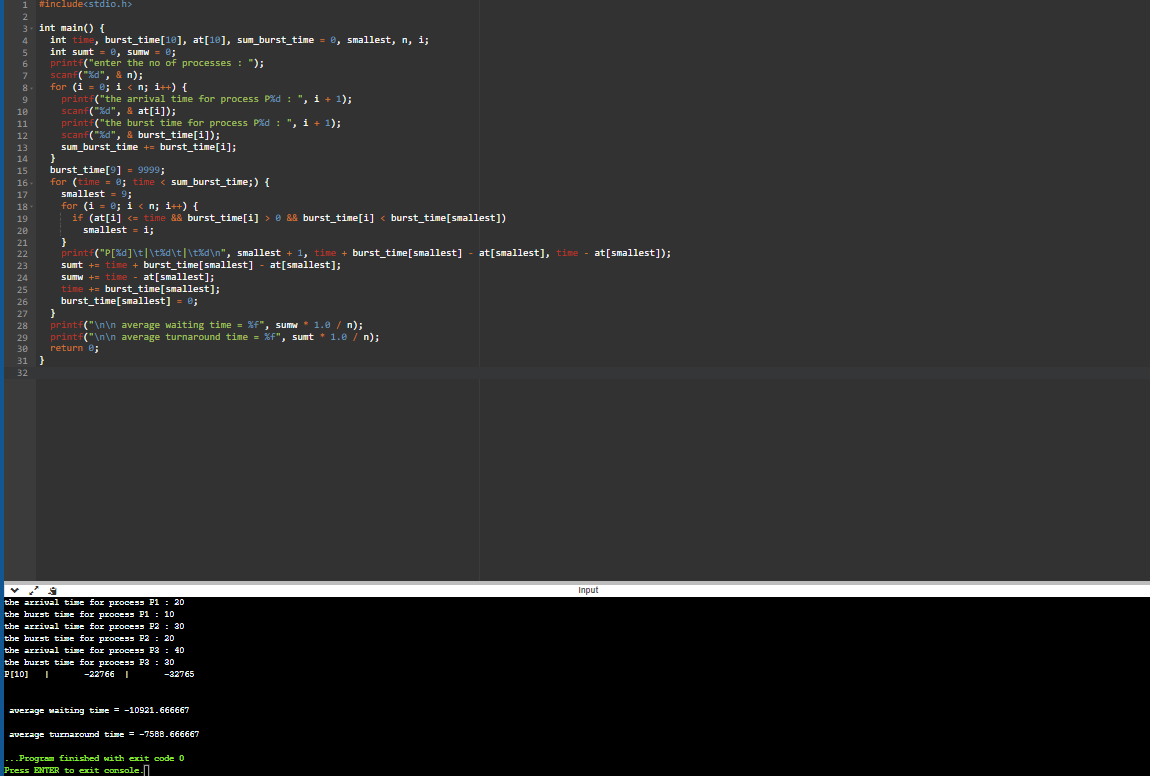 1 #include<stdio.h>
2
3 int main() {
4 int time, burst_time[10], at[10], sum_burst_time = 0, smallest, n, i;
5 int sumt = 0, sumw = 0;
6 printf("enter the no of processes : ");
7 scanf("%d", & n);
8 for (i = 0; i < n; i++) {
9 printf("the arrival time for process P%d : ", i + 1);
10 scanf("%d", & at[i]);
11 printf("the burst time for process P%d : ", i + 1);
12 scanf("%d", & burst_time[i]);
13 sum_burst_time += burst_time[i];
14 }
15 burst_time[9] = 9999;
16 for (time = 0; time < sum_burst_time;) {
17 smallest = 9;
18 for (i = 0; i < n; i++) {
19 if (at[i] <= time && burst_time[i] > 0 && burst_time[i] < burst_time[smallest])
20 smallest = i;
21 }
22 printf("P[%d]\t|\t%d\t|\t%d\n", smallest + 1, time + burst_time[smallest] - at[smallest], time - at[smallest]);
23 sumt += time + burst_time[smallest] - at[smallest];
24 sumw += time - at[smallest];
25 time += burst_time[smallest];
26 burst_time[smallest] = 0;
27 }
28 printf("\n\n average waiting time = %f", sumw * 1.0 / n);
29 printf("\n\n average turnaround time = %f", sumt * 1.0 / n);
30 return 0;
31 }
32
input
the arrival time for process P1 : 20
the burst time for process P1 : 10
the arrival time for process P2 : 30
the burst time for process P2 : 20
the arrival time for process P3 : 40
the burst time for process P3 : 30
P[10] | -22766 | -32765
average waiting time = -10921.666667
average turnaround time = -7588.666667
...Program finished with exit code 0
Press ENTER to exit console.